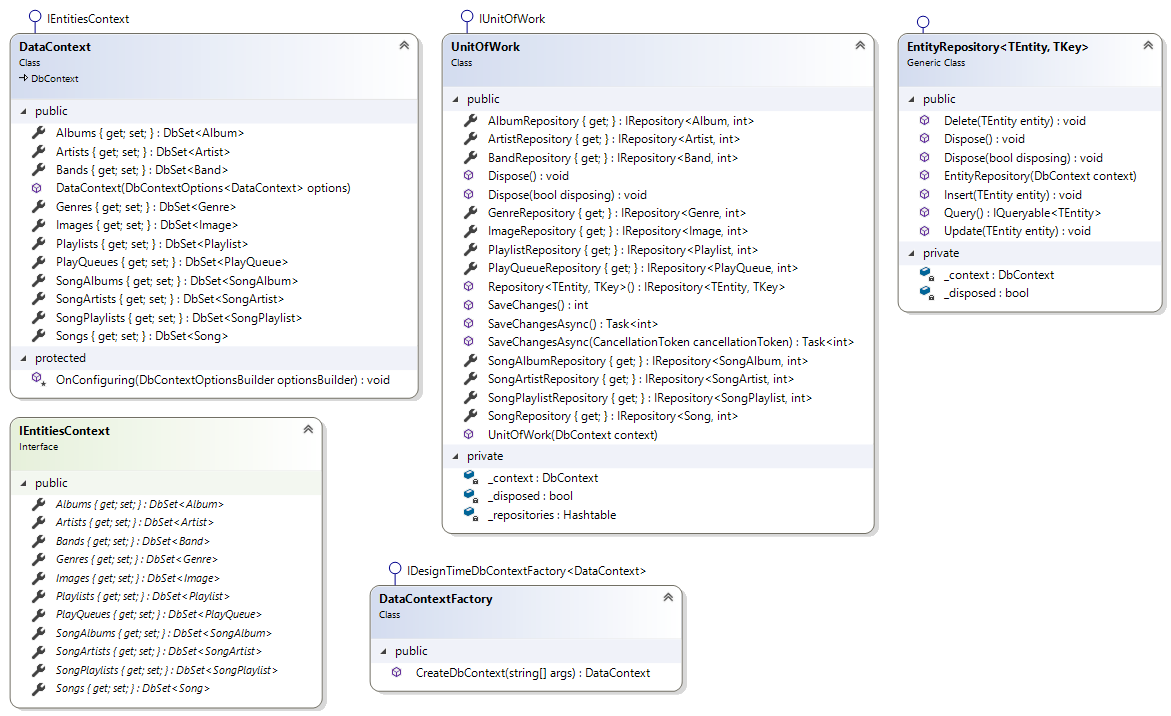 IEntitiesContext
DataContext
Class
DbContext
public
Albums { get; set; } : DbSet<Album>
Artists { get; set; } : DbSet<Artist>
Bands { get; set; } : DbSet<Band>
DataContext(DbContextOptions<DataContext> options)
Genres { get; set; } : DbSet<Genre>
Images { get; set; } : DbSet<Image>
Playlists { get; set; } : DbSet<Playlist>
PlayQueues { get; set; } : DbSet<PlayQueue>
SongAlbums { get; set; } : DbSet<SongAlbum>
SongArtists { get; set; } : DbSet<SongArtist>
SongPlaylists { get; set; } : DbSet<SongPlaylist>
Songs { get; set; } : DbSet<Song>
protected
OnConfiguring(DbContextOptionsBuilder optionsBuilder) : void
IEntitiesContext
Interface
public
Albums { get; set; } : DbSet<Album>
Artists { get; set; } : DbSet<Artist>
Bands { get; set; } : DbSet<Band>
Genres { get; set; } : DbSet<Genre>
Images { get; set; } : DbSet<Image>
Playlists { get; set; } : DbSet<Playlist>
PlayQueues { get; set; } : DbSet<PlayQueue>
SongAlbums { get; set; } : DbSet<SongAlbum>
SongArtists { get; set; } : DbSet<SongArtist>
SongPlaylists { get; set; } : DbSet<SongPlaylist>
Songs { get; set; } : DbSet<Song>
IUnitOfWork
UnitOfWork
Class
public
AlbumRepository { get; } : IRepository<Album, int>
ArtistRepository { get; } : IRepository<Artist, int>
BandRepository { get; } : IRepository<Band, int>
Dispose() : void
Dispose(bool disposing) : void
GenreRepository { get; } : IRepository<Genre, int>
ImageRepository { get; } : IRepository<Image, int>
PlaylistRepository { get; } : IRepository<Playlist, int>
PlayQueueRepository { get; } : IRepository<PlayQueue, int>
Repository<TEntity, TKey>() : IRepository<TEntity, TKey>
SaveChanges() : int
SaveChangesAsync() : Task<int>
SaveChangesAsync(CancellationToken cancellationToken) : Task<int>
SongAlbumRepository { get; } : IRepository<SongAlbum, int>
SongArtistRepository { get; } : IRepository<SongArtist, int>
SongPlaylistRepository { get; } : IRepository<SongPlaylist, int>
SongRepository { get; } : IRepository<Song, int>
UnitOfWork(DbContext context)
private
_context : DbContext
_disposed : bool
_repositories : Hashtable
IDesignTimeDbContextFactory<DataContext>
DataContextFactory
Class
public
CreateDbContext(string[] args) : DataContext
EntityRepository<TEntity, TKey>
Generic Class
public
Delete(TEntity entity) : void
Dispose() : void
Dispose(bool disposing) : void
EntityRepository(DbContext context)
Insert(TEntity entity) : void
Query() : IQueryable<TEntity>
Update(TEntity entity) : void
private
_context : DbContext
_disposed : bool